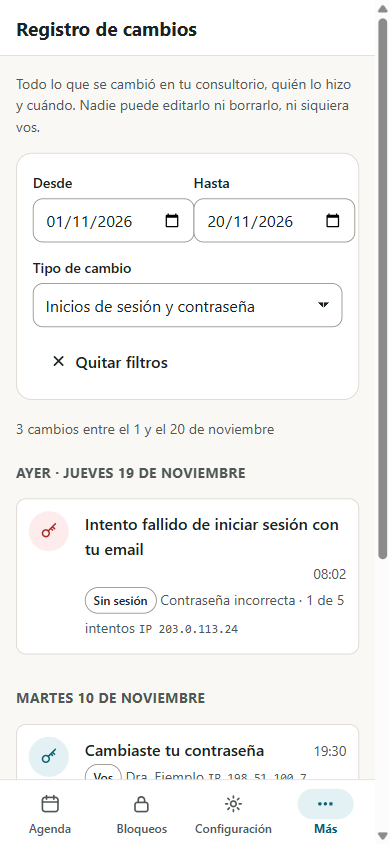 Registro de cambios
Todo lo que se cambió en tu consultorio, quién lo hizo
y cuándo. Nadie puede editarlo ni borrarlo, ni siquiera
vos.
Desde Hasta
01/11/2026 20/11/2026
Tipo de cambio
Inicios de sesión y contraseña
Quitar filtros
3 cambios entre el 1 y el 20 de noviembre
AYER · JUEVES 19 DE NOVIEMBRE
Intento fallido de iniciar sesión con
tu email
08:02
Sin sesión Contraseña incorrecta · 1 de 5
intentos IP 203.0.113.24
MARTES 10 DE NOVIEMBRE
Cambiaste tu contraseña 19:30
Vos Dra. Ejemplo IP 198.51.100.7
Agenda Bloqueos Configuración Más